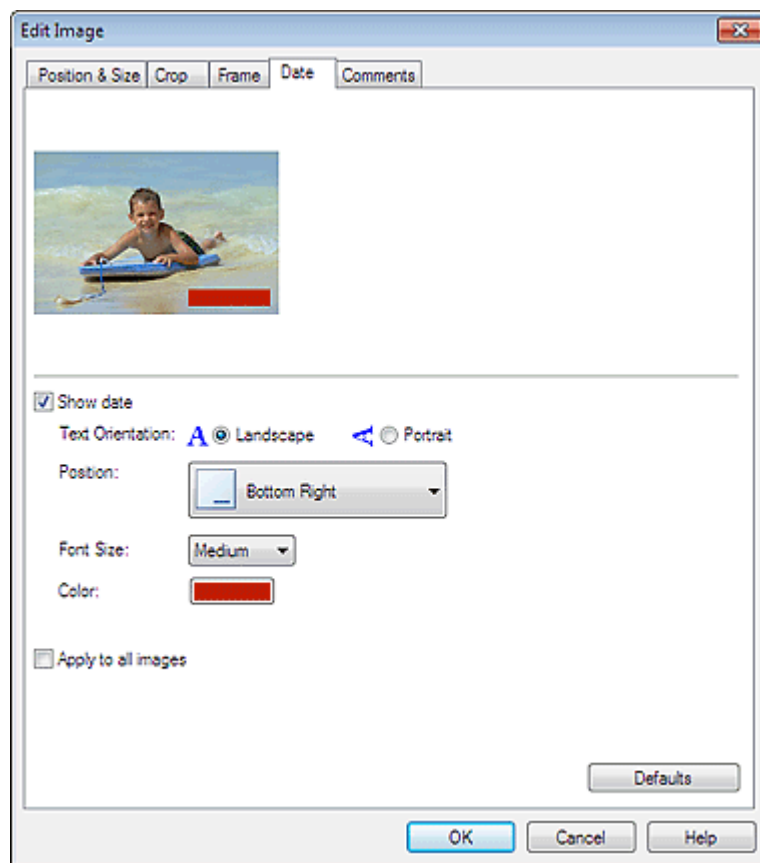 Edit Image
Position & Size Crop Frame Date Comments
Show date
Text Orientation: A Landscape A Portrait
Position: Bottom Right
Font Size: Medium
Color:
Apply to all images
Defaults
OK Cancel Help